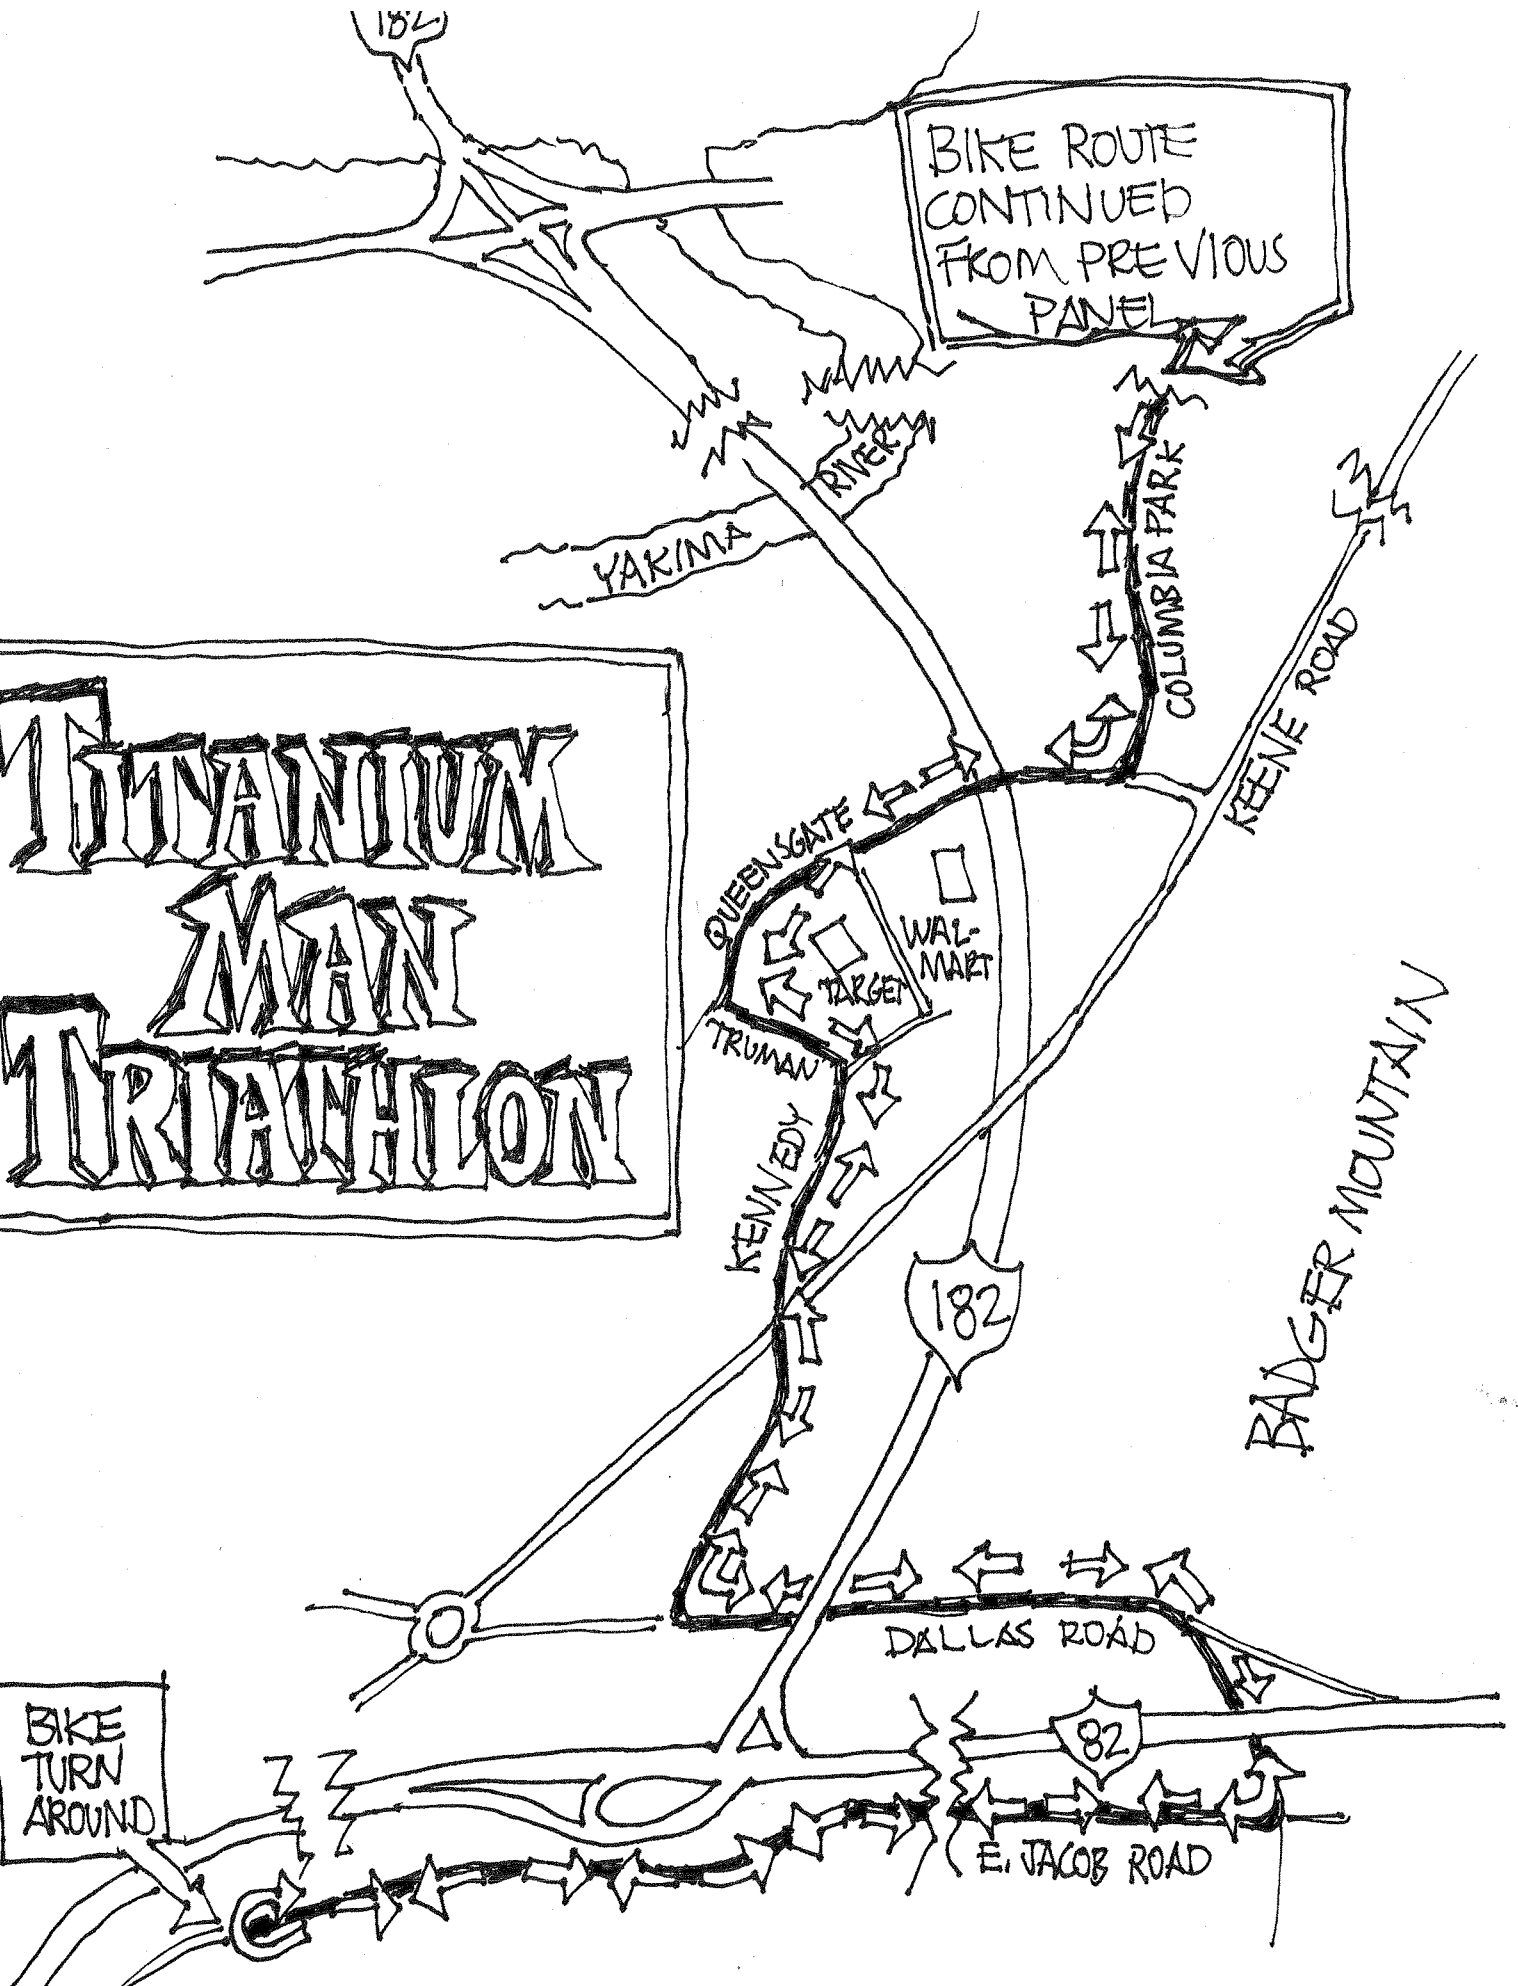 182
BIKE ROUTE
CONTINUED
FROM PREVIOUS
PANEL
YAKIMA RIVER
COLUMBIA PARK
KEENE ROAD
TITANIUM
MAN
TRIATHLON
QUEENSGATE
WAL-
MART
TARGET
TRUMAN
KENNEDY
BADGER MOUNTAIN
182
DALLAS ROAD
BIKE
TURN
AROUND
82
E. JACOB ROAD